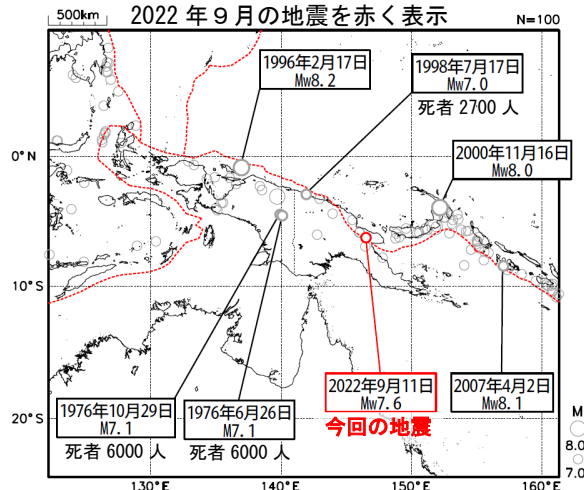 2022 年９月の地震を赤く表示
500km
N=100
1996年2月17日
Mw8.2
1998年7月17日
Mw7.0
死者 2700 人
2000年11月16日
Mw8.0
0°N
10°S
20°S
2022年9月11日
Mw7.6
今回の地震
2007年4月2日
Mw8.1
1976年10月29日
M7.1
死者 6000 人
1976年6月26日
M7.1
死者 6000 人
M
8.0
7.0
130°E
140°E
150°E
160°E